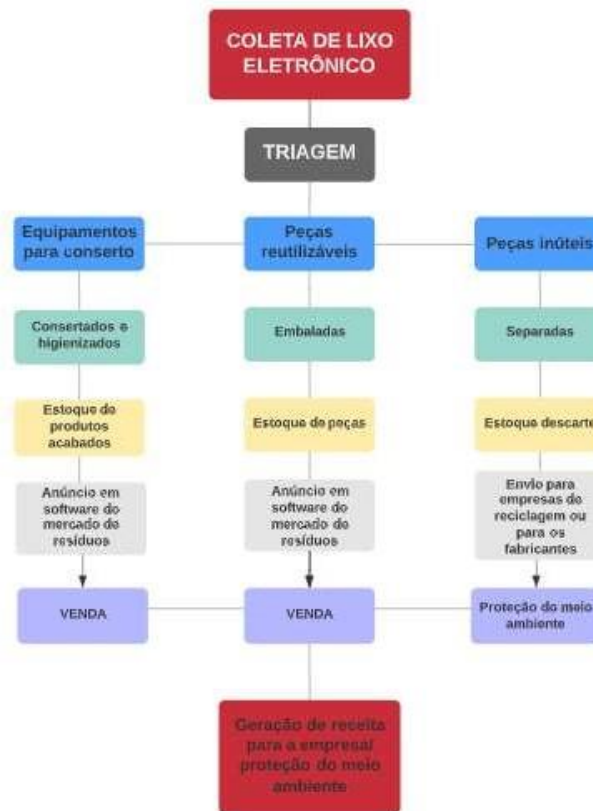 COLETA DE LIXO
ELETRÔNICO
TRIAGEM
Equipamentos
para conserto
Peças
reutilizáveis
Peças inúteis
Consertados e
higienizados
Embaladas
Separadas
Estoque de
produtos
acabados
Estoque de peças
Estoque descarte
Anúncio em
software do
mercado de
resíduos
Anúncio em
software do
mercado de
resíduos
Envio para
empresas de
reciclagem ou
para os
fabricantes
VENDA
VENDA
Proteção do meio
ambiente
Geração de receita
para a empresa/
proteção do meio
ambiente